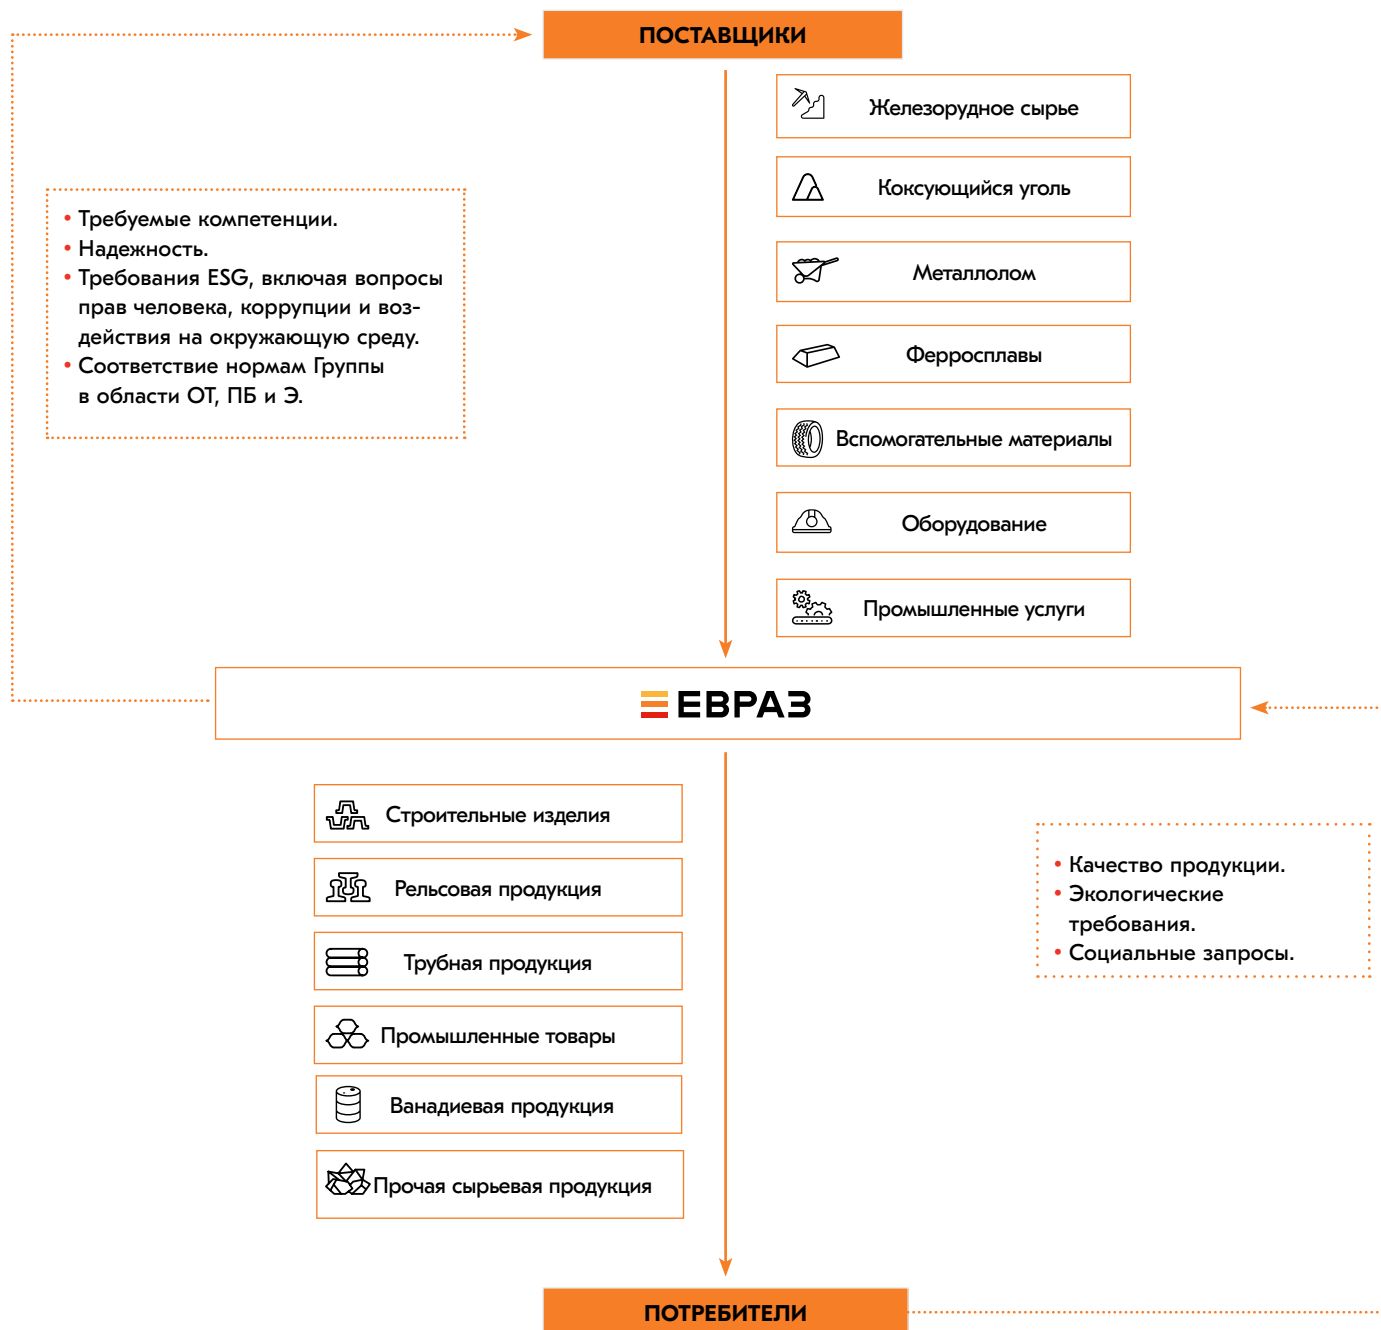 ПОСТАВЩИКИ
Железорудное сырье
Коксующийся уголь
Металлолом
Ферросплавы
Вспомогательные материалы
Оборудование
Промышленные услуги
• Требуемые компетенции.
• Надежность.
• Требования ESG, включая вопросы
прав человека, коррупции и воз-
действия на окружающую среду.
• Соответствие нормам Группы
в области ОТ, ПБ и Э.
ЕВРАЗ
Строительные изделия
Рельсовая продукция
Трубная продукция
Промышленные товары
Ванадиевая продукция
Прочая сырьевая продукция
• Качество продукции.
• Экологические
требования.
• Социальные запросы.
ПОТРЕБИТЕЛИ